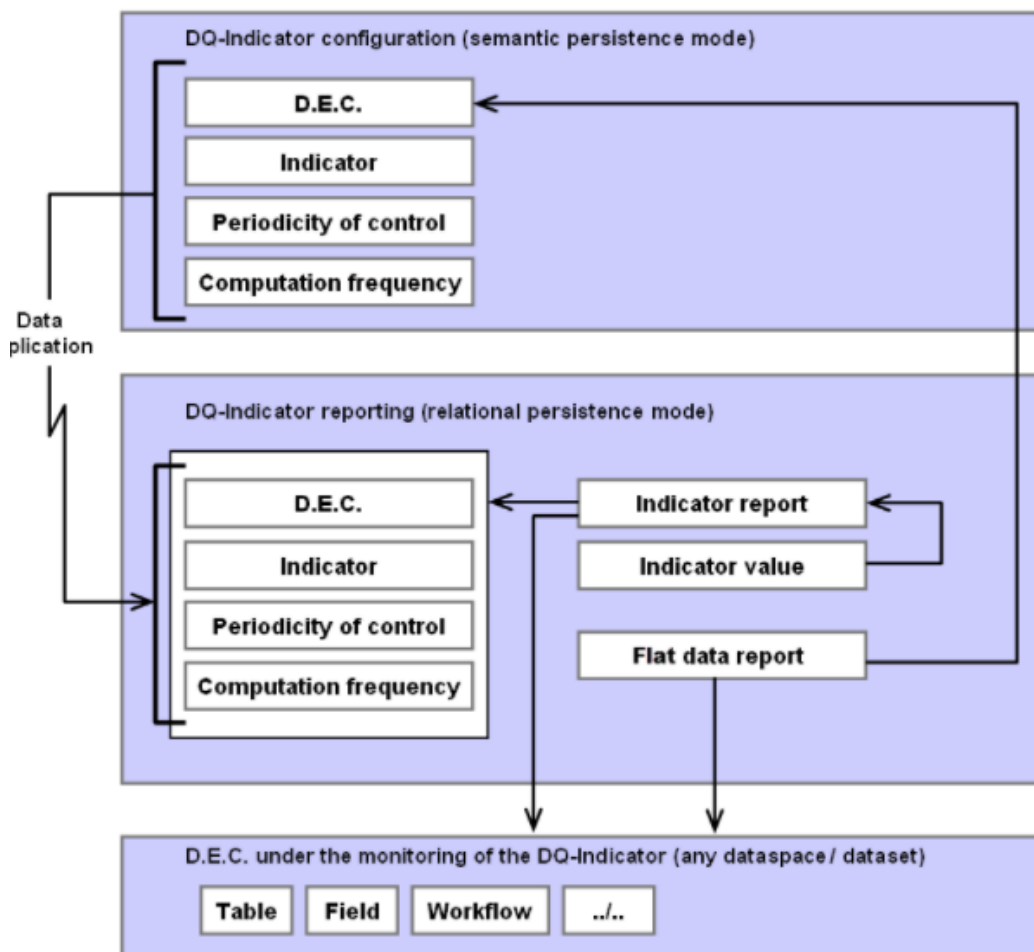 DQ-Indicator configuration (semantic persistence mode)
D.E.C.
Indicator
Periodicity of control
Computation frequency
Data
plication
DQ-Indicator reporting (relational persistence mode)
D.E.C.
Indicator
Periodicity of control
Computation frequency
Indicator report
Indicator value
Flat data report
D.E.C. under the monitoring of the DQ-Indicator (any dataspace / dataset)
Table
Field
Workflow
../..